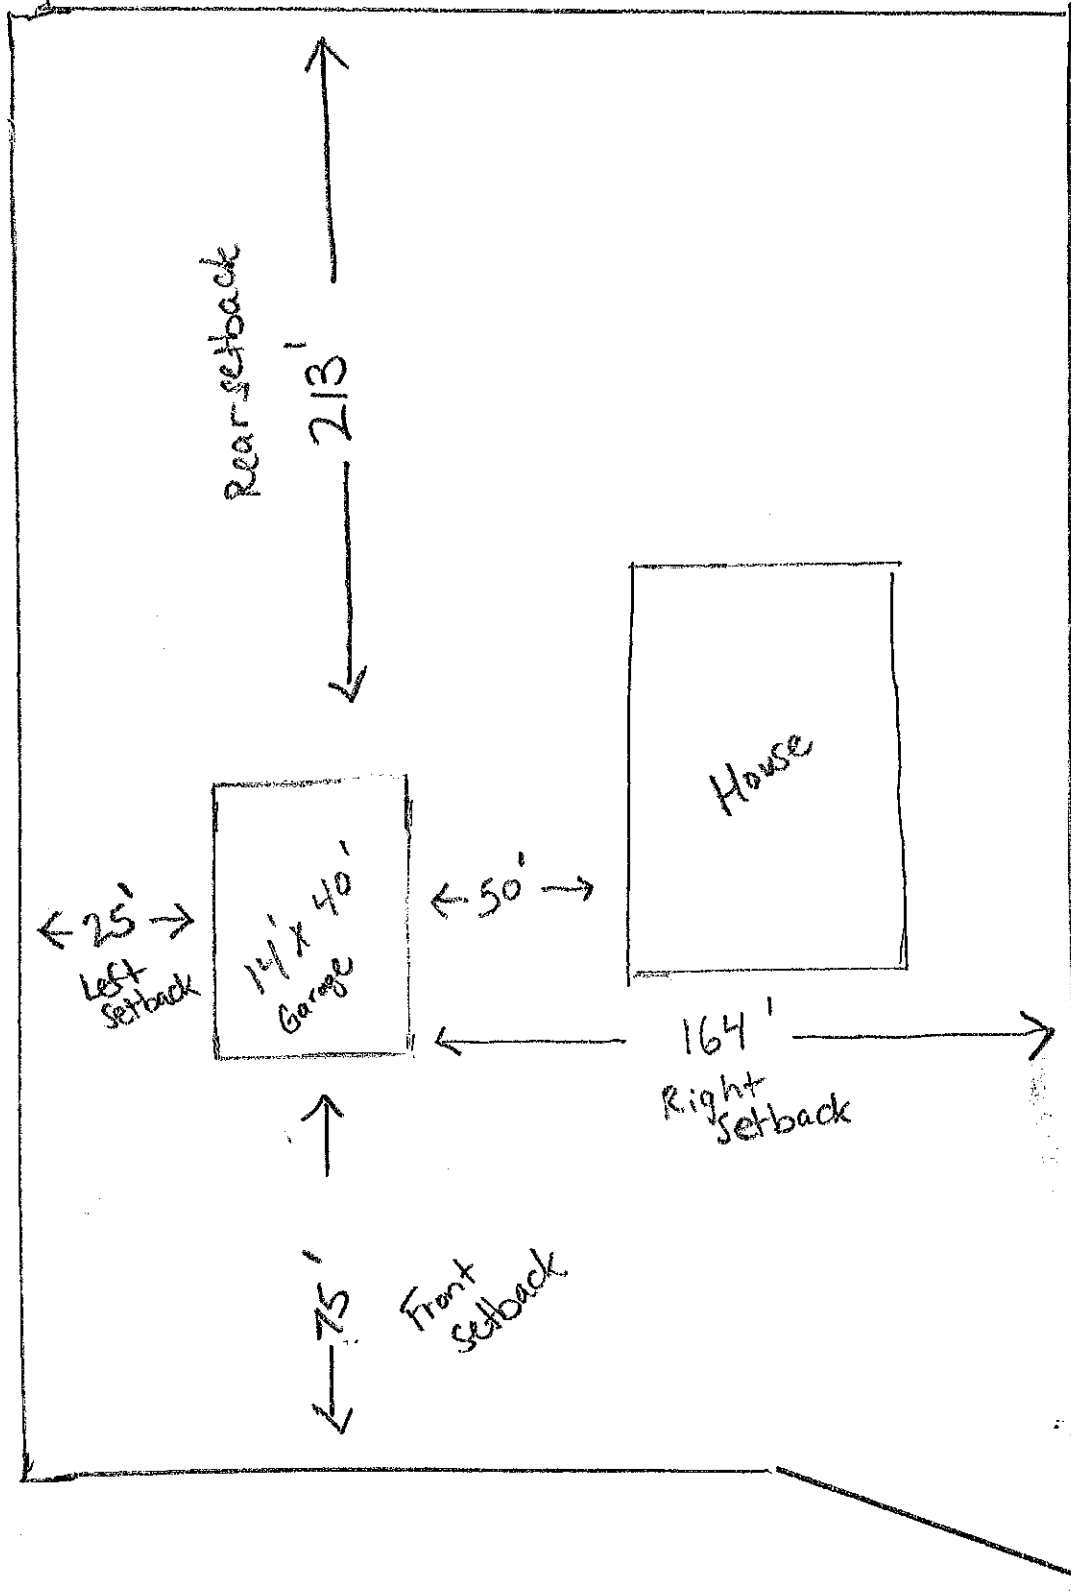 Rear setback
213'
House
50'
25'
Left
setback
14' x 40'
Garage
164'
Right
setback
75'
Front
setback